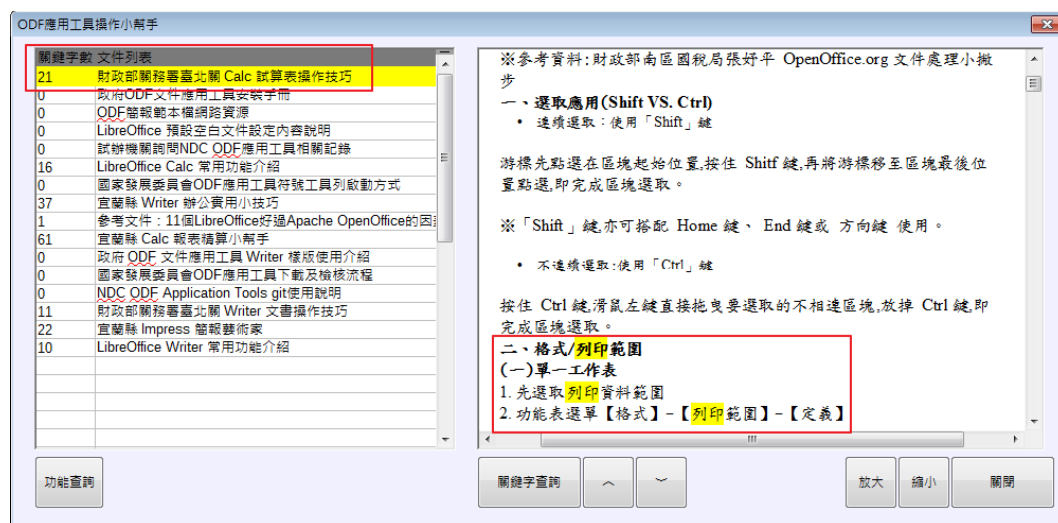 ODF應用工具操作小幫手
關鍵字數 文件列表
21 財政部關務署臺北關 Calc 試算表操作技巧
0 政府ODF文件應用工具安裝手冊
0 ODF簡報範本檔網路資源
0 LibreOffice 預設空白文件設定內容說明
0 試辦機關詢問NDC ODF應用工具相關記錄
16 LibreOffice Calc 常用功能介紹
0 國家發展委員會ODF應用工具符號工具列啟動方式
37 宜蘭縣 Writer 辦公實用小技巧
1 參考文件：11個LibreOffice好過Apache OpenOffice的因
61 宜蘭縣 Calc 報表精算小幫手
0 政府 ODF 文件應用工具 Writer 樣版使用介紹
0 國家發展委員會ODF應用工具下載及檢核流程
0 NDC ODF Application Tools git使用說明
11 財政部關務署臺北關 Writer 文書操作技巧
22 宜蘭縣 Impress 簡報藝術家
10 LibreOffice Writer 常用功能介紹
功能查詢
※參考資料:財政部南區國稅局張妤平 OpenOffice.org 文件處理小撇
步
一、選取應用(Shift VS. Ctrl)
• 連續選取：使用「Shift」鍵
游標先點選在區塊起始位置,按住 Shitf 鍵,再將游標移至區塊最後位
置點選,即完成區塊選取。
※「Shift」鍵,亦可搭配 Home 鍵、 End 鍵或 方向鍵 使用。
• 不連續選取:使用「Ctrl」鍵
按住 Ctrl 鍵,滑鼠左鍵直接拖曳要選取的不相連區塊,放掉 Ctrl 鍵,即
完成區塊選取。
二、格式/列印範圍
(一)單一工作表
1. 先選取列印資料範圍
2. 功能表選單【格式】-【列印範圍】-【定義】
關鍵字查詢
放大
縮小
關閉